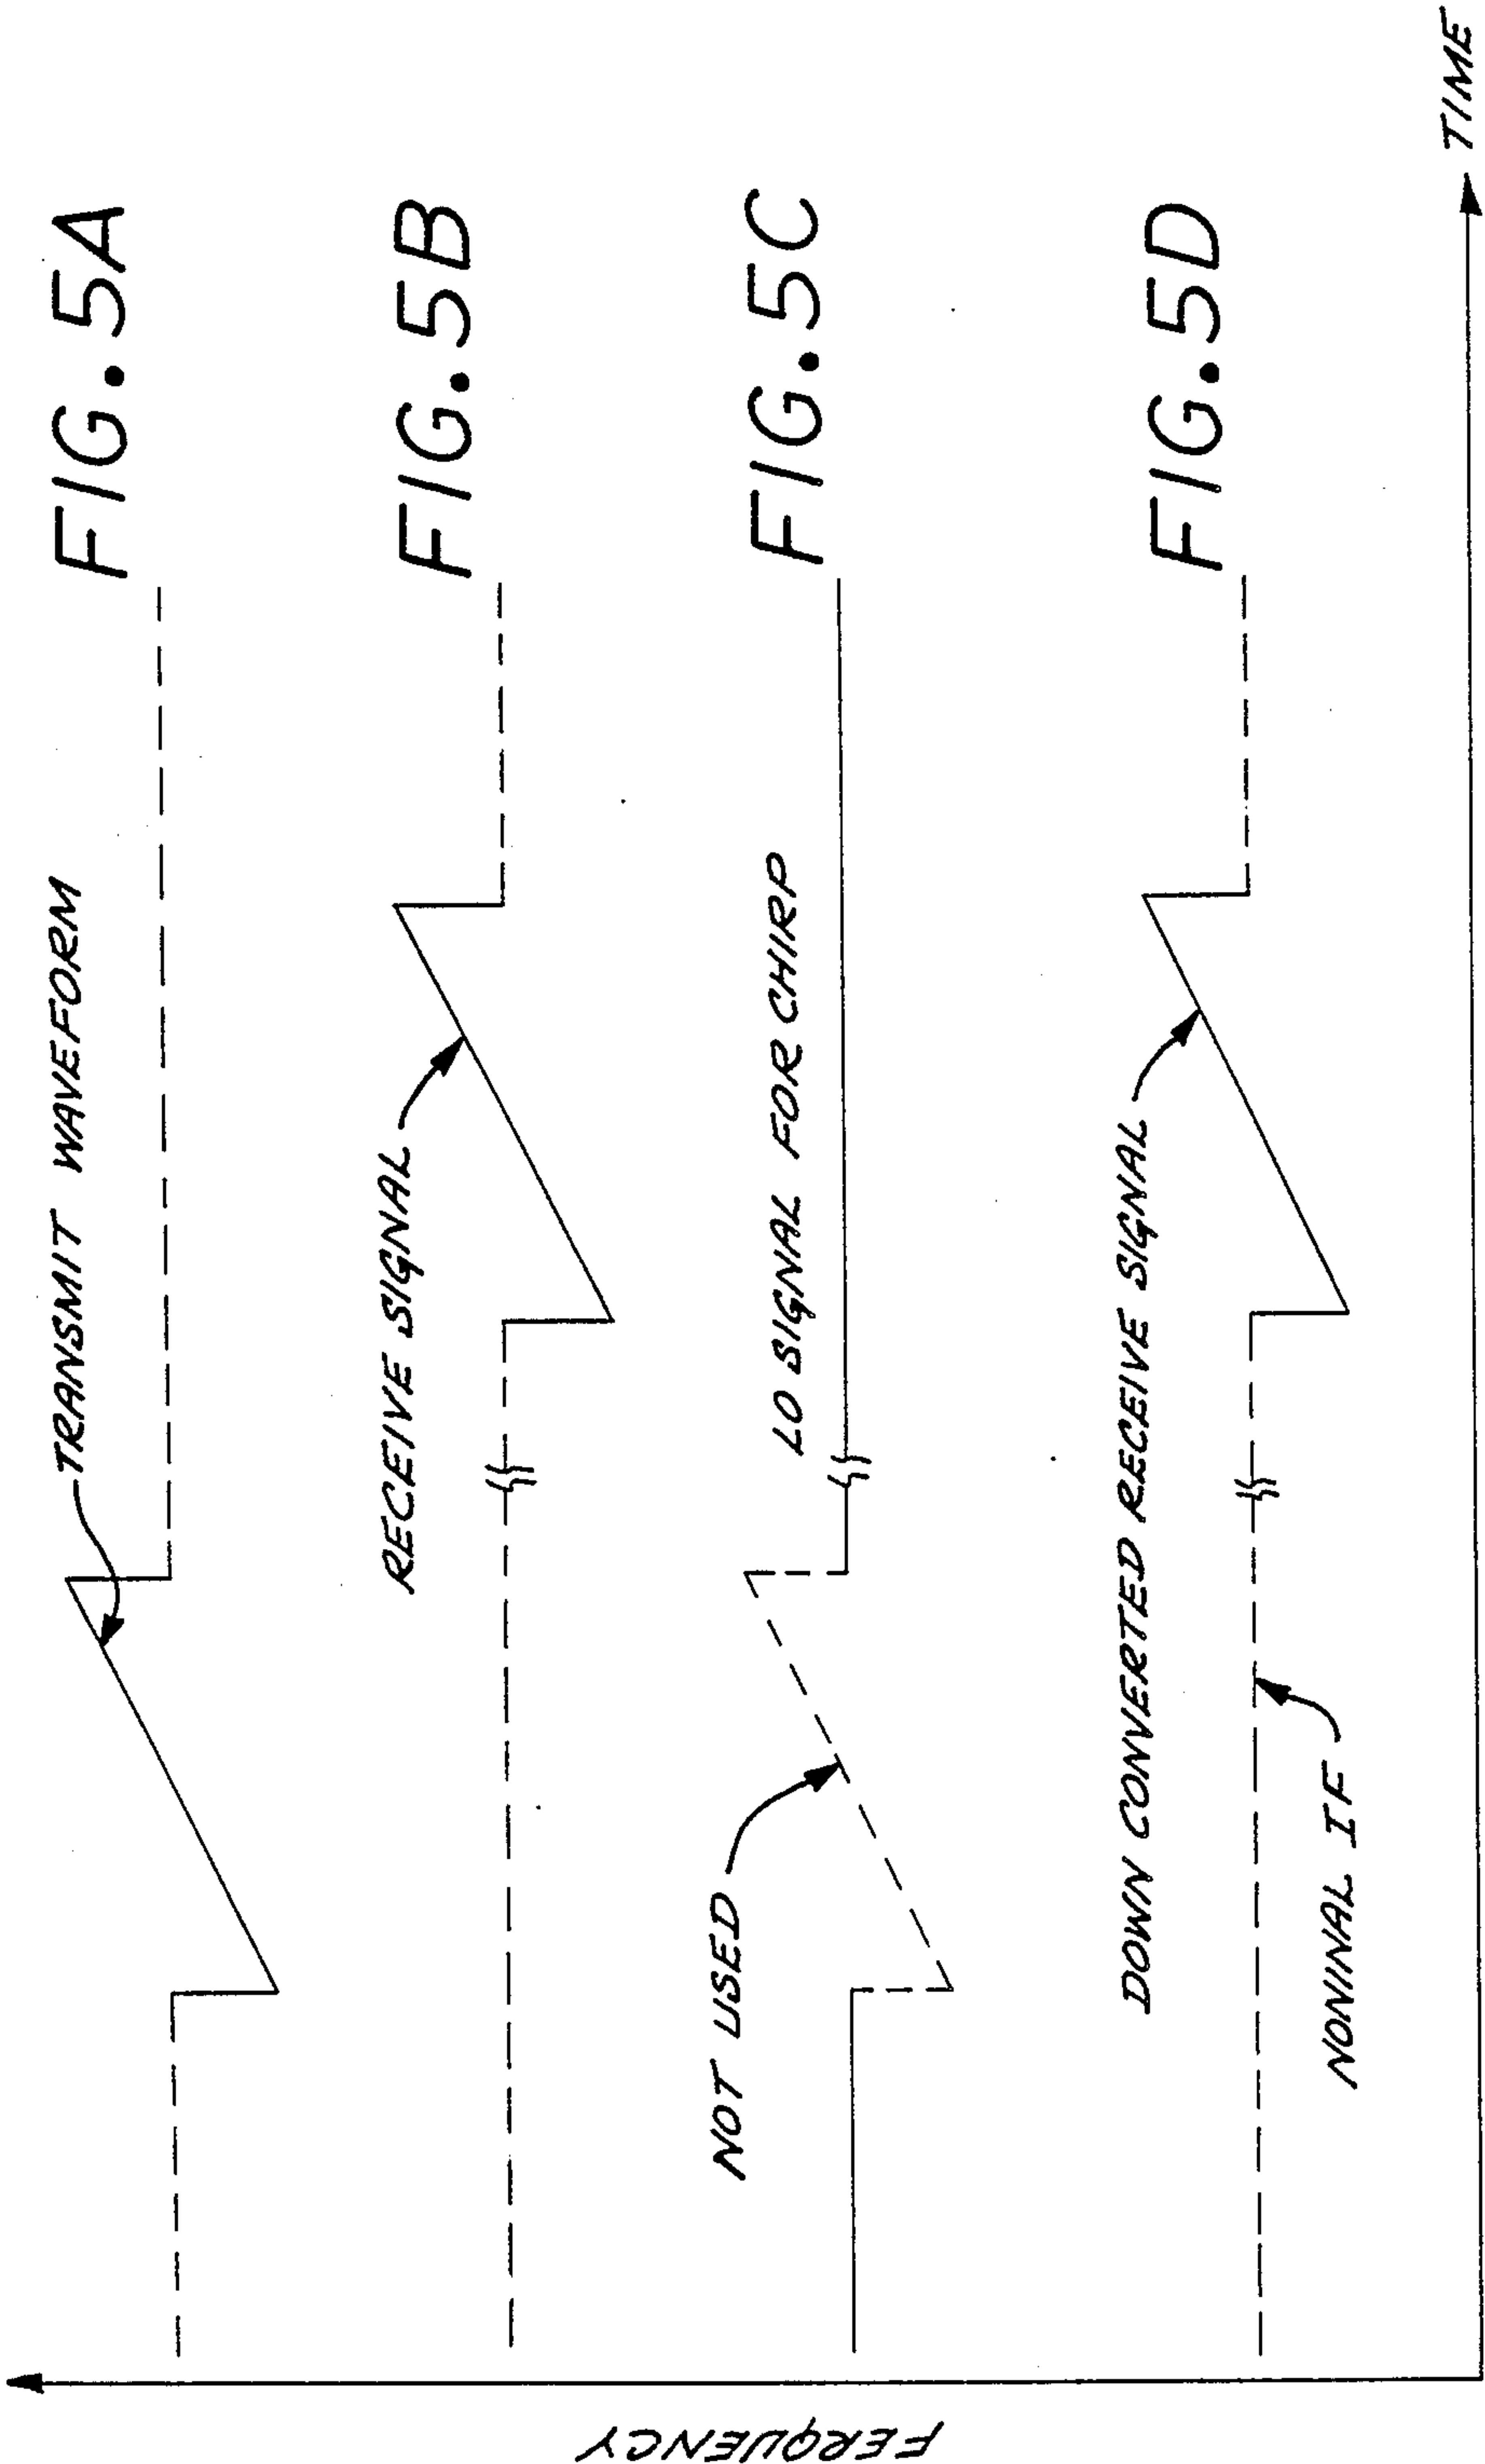 FIG. 5A
TRANSMIT WAVEFORM
FIG. 5B
RECEIVE SIGNAL
FIG. 5C
LO SIGNAL FOR CHIRP
NOT USED
FIG. 5D
DOWN CONVERTED RECEIVE SIGNAL
NONINAL IF
FERQUENCY
TIME